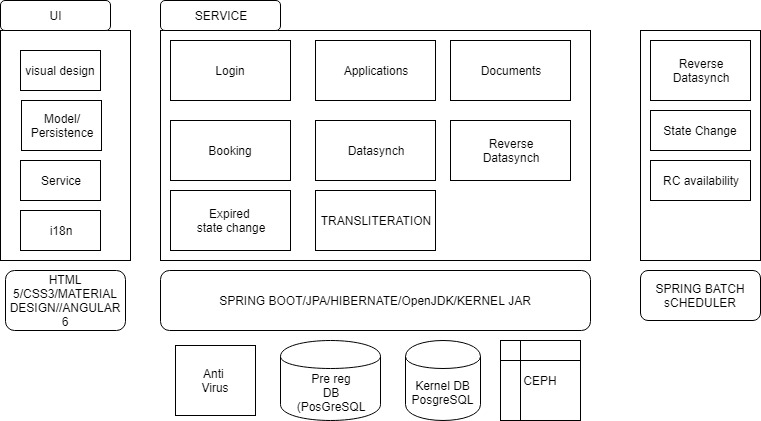 UI
SERVICE
visual design
Model/
Persistence
Service
i18n
Login
Applications
Documents
Booking
Datasynch
Reverse
Datasynch
Expired
state change
TRANSLITERATION
Reverse
Datasynch
State Change
RC availability
HTML
5/CSS3/MATERIAL
DESIGN//ANGULAR
6
SPRING BOOT/JPA/HIBERNATE/OpenJDK/KERNEL JAR
SPRING BATCH
sCHEDULER
Anti
Virus
Pre reg
DB
(PosGreSQL
Kernel DB
PosgreSQL
CEPH